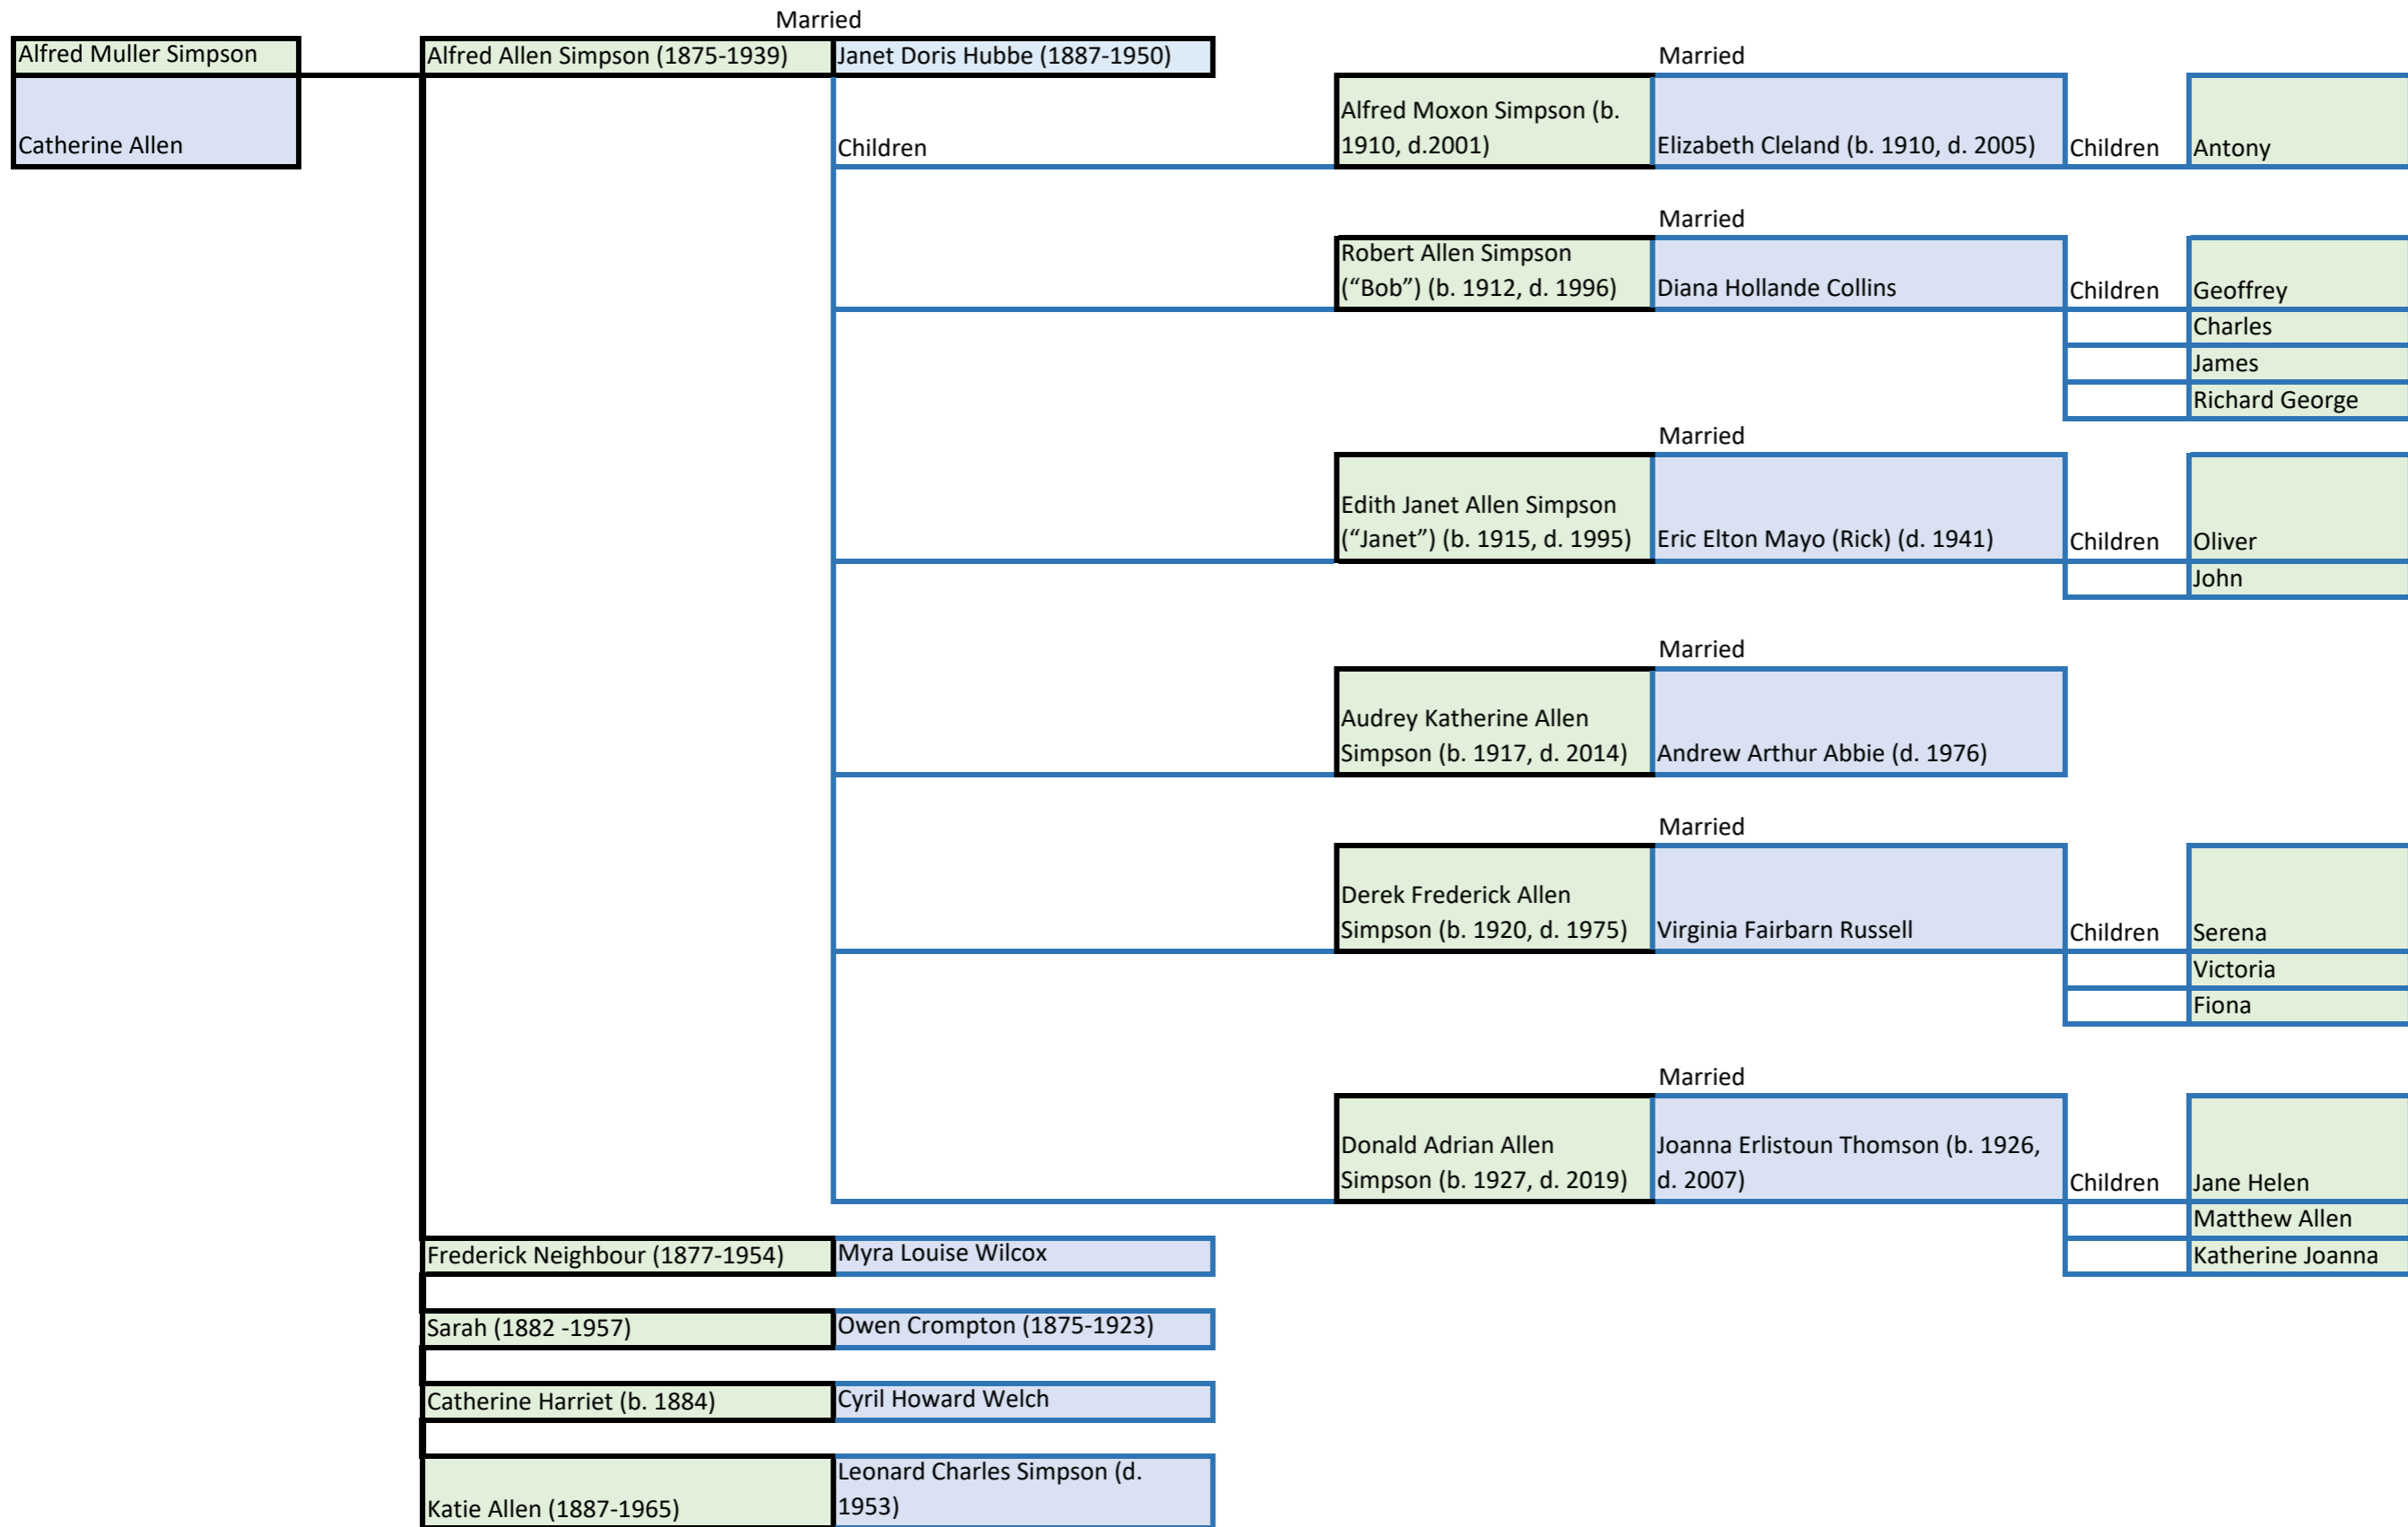 Married
Alfred Muller Simpson
Alfred Allen Simpson (1875-1939)
Janet Doris Hubbe (1887-1950)
Catherine Allen
Children
Married
Alfred Moxon Simpson (b.
1910, d.2001)
Elizabeth Cleland (b. 1910, d. 2005)
Children
Antony
Married
Robert Allen Simpson
(“Bob”) (b. 1912, d. 1996)
Diana Hollande Collins
Children
Geoffrey
Charles
James
Richard George
Married
Edith Janet Allen Simpson
(“Janet”) (b. 1915, d. 1995)
Eric Elton Mayo (Rick) (d. 1941)
Children
Oliver
John
Married
Audrey Katherine Allen
Simpson (b. 1917, d. 2014)
Andrew Arthur Abbie (d. 1976)
Married
Derek Frederick Allen
Simpson (b. 1920, d. 1975)
Virginia Fairbarn Russell
Children
Serena
Victoria
Fiona
Married
Donald Adrian Allen
Simpson (b. 1927, d. 2019)
Joanna Erlistoun Thomson (b. 1926,
d. 2007)
Children
Jane Helen
Matthew Allen
Katherine Joanna
Frederick Neighbour (1877-1954)
Myra Louise Wilcox
Sarah (1882 -1957)
Owen Crompton (1875-1923)
Catherine Harriet (b. 1884)
Cyril Howard Welch
Katie Allen (1887-1965)
Leonard Charles Simpson (d.
1953)